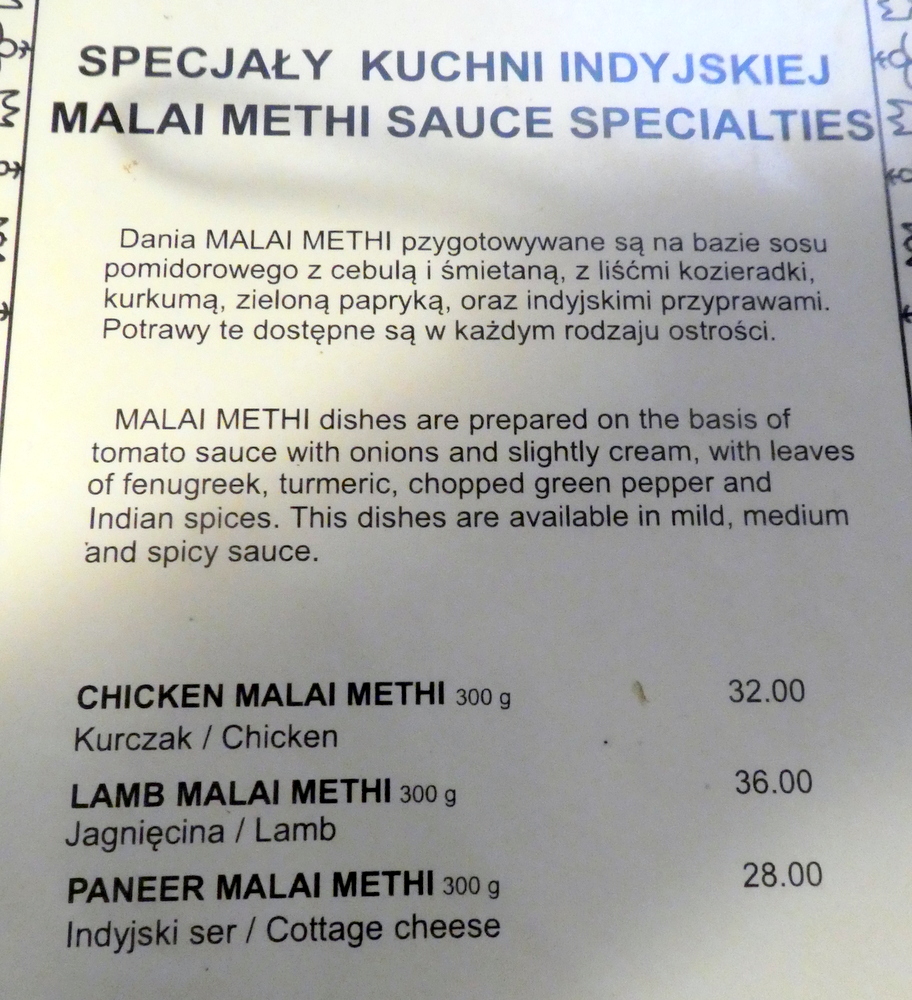 SPECJAŁY KUCHNI INDYJSKIEJ
MALAI METHI SAUCE SPECIALTIES
Dania MALAI METHI pzygotowywane są na bazie sosu
pomidorowego z cebulą i śmietaną, z liśćmi kozieradki,
kurkumą, zieloną papryką, oraz indyjskimi przyprawami.
Potrawy te dostępne są w każdym rodzaju ostrości.
MALAI METHI dishes are prepared on the basis of
tomato sauce with onions and slightly cream, with leaves
of fenugreek, turmeric, chopped green pepper and
Indian spices. This dishes are available in mild, medium
and spicy sauce.
CHICKEN MALAI METHI 300 g 32.00
Kurczak / Chicken
LAMB MALAI METHI 300 g 36.00
Jagnięcina / Lamb
PANEER MALAI METHI 300 g 28.00
Indyjski ser / Cottage cheese